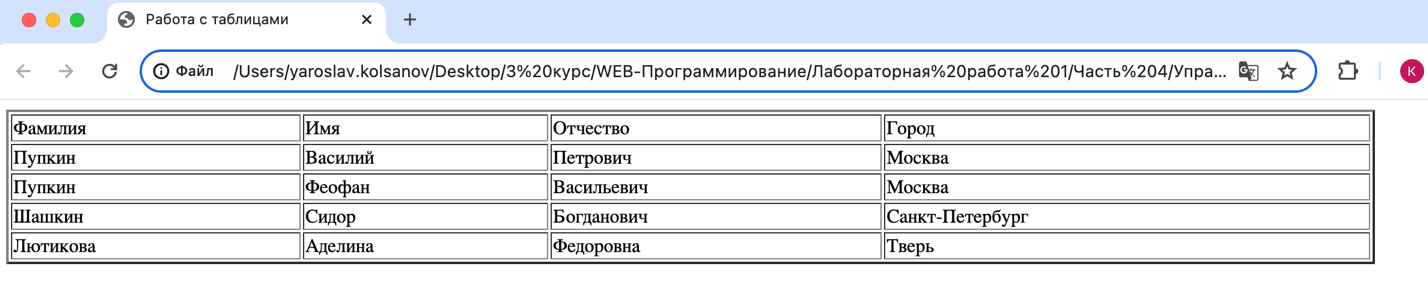 Работа с таблицами
Файл /Users/yaroslav.kolsanov/Desktop/3%20курс/WEB-Программирование/Лабораторная%20работа%201/Часть%204/Упра...
К
Фамилия Имя Отчество Город
Пупкин Василий Петрович Москва
Пупкин Феофан Васильевич Москва
Шашкин Сидор Богданович Санкт-Петербург
Лютикова Аделина Федоровна Тверь